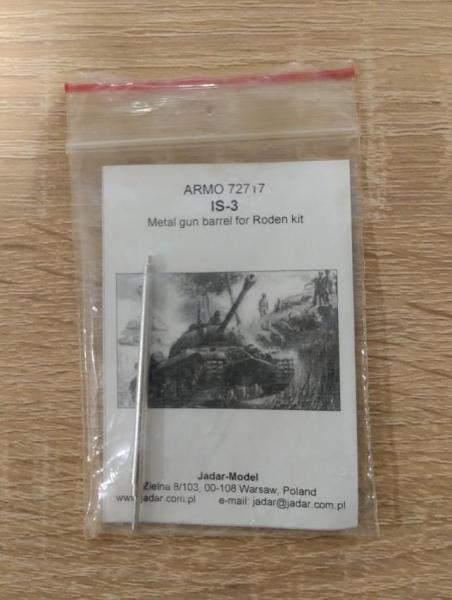 ARMO 72717
IS-3
Metal gun barrel for Roden kit
Jadar-Model
Zielna 8/103, 00-108 Warsaw, Poland
www.jadar.com.pl e-mail: jadar@jadar.com.pl